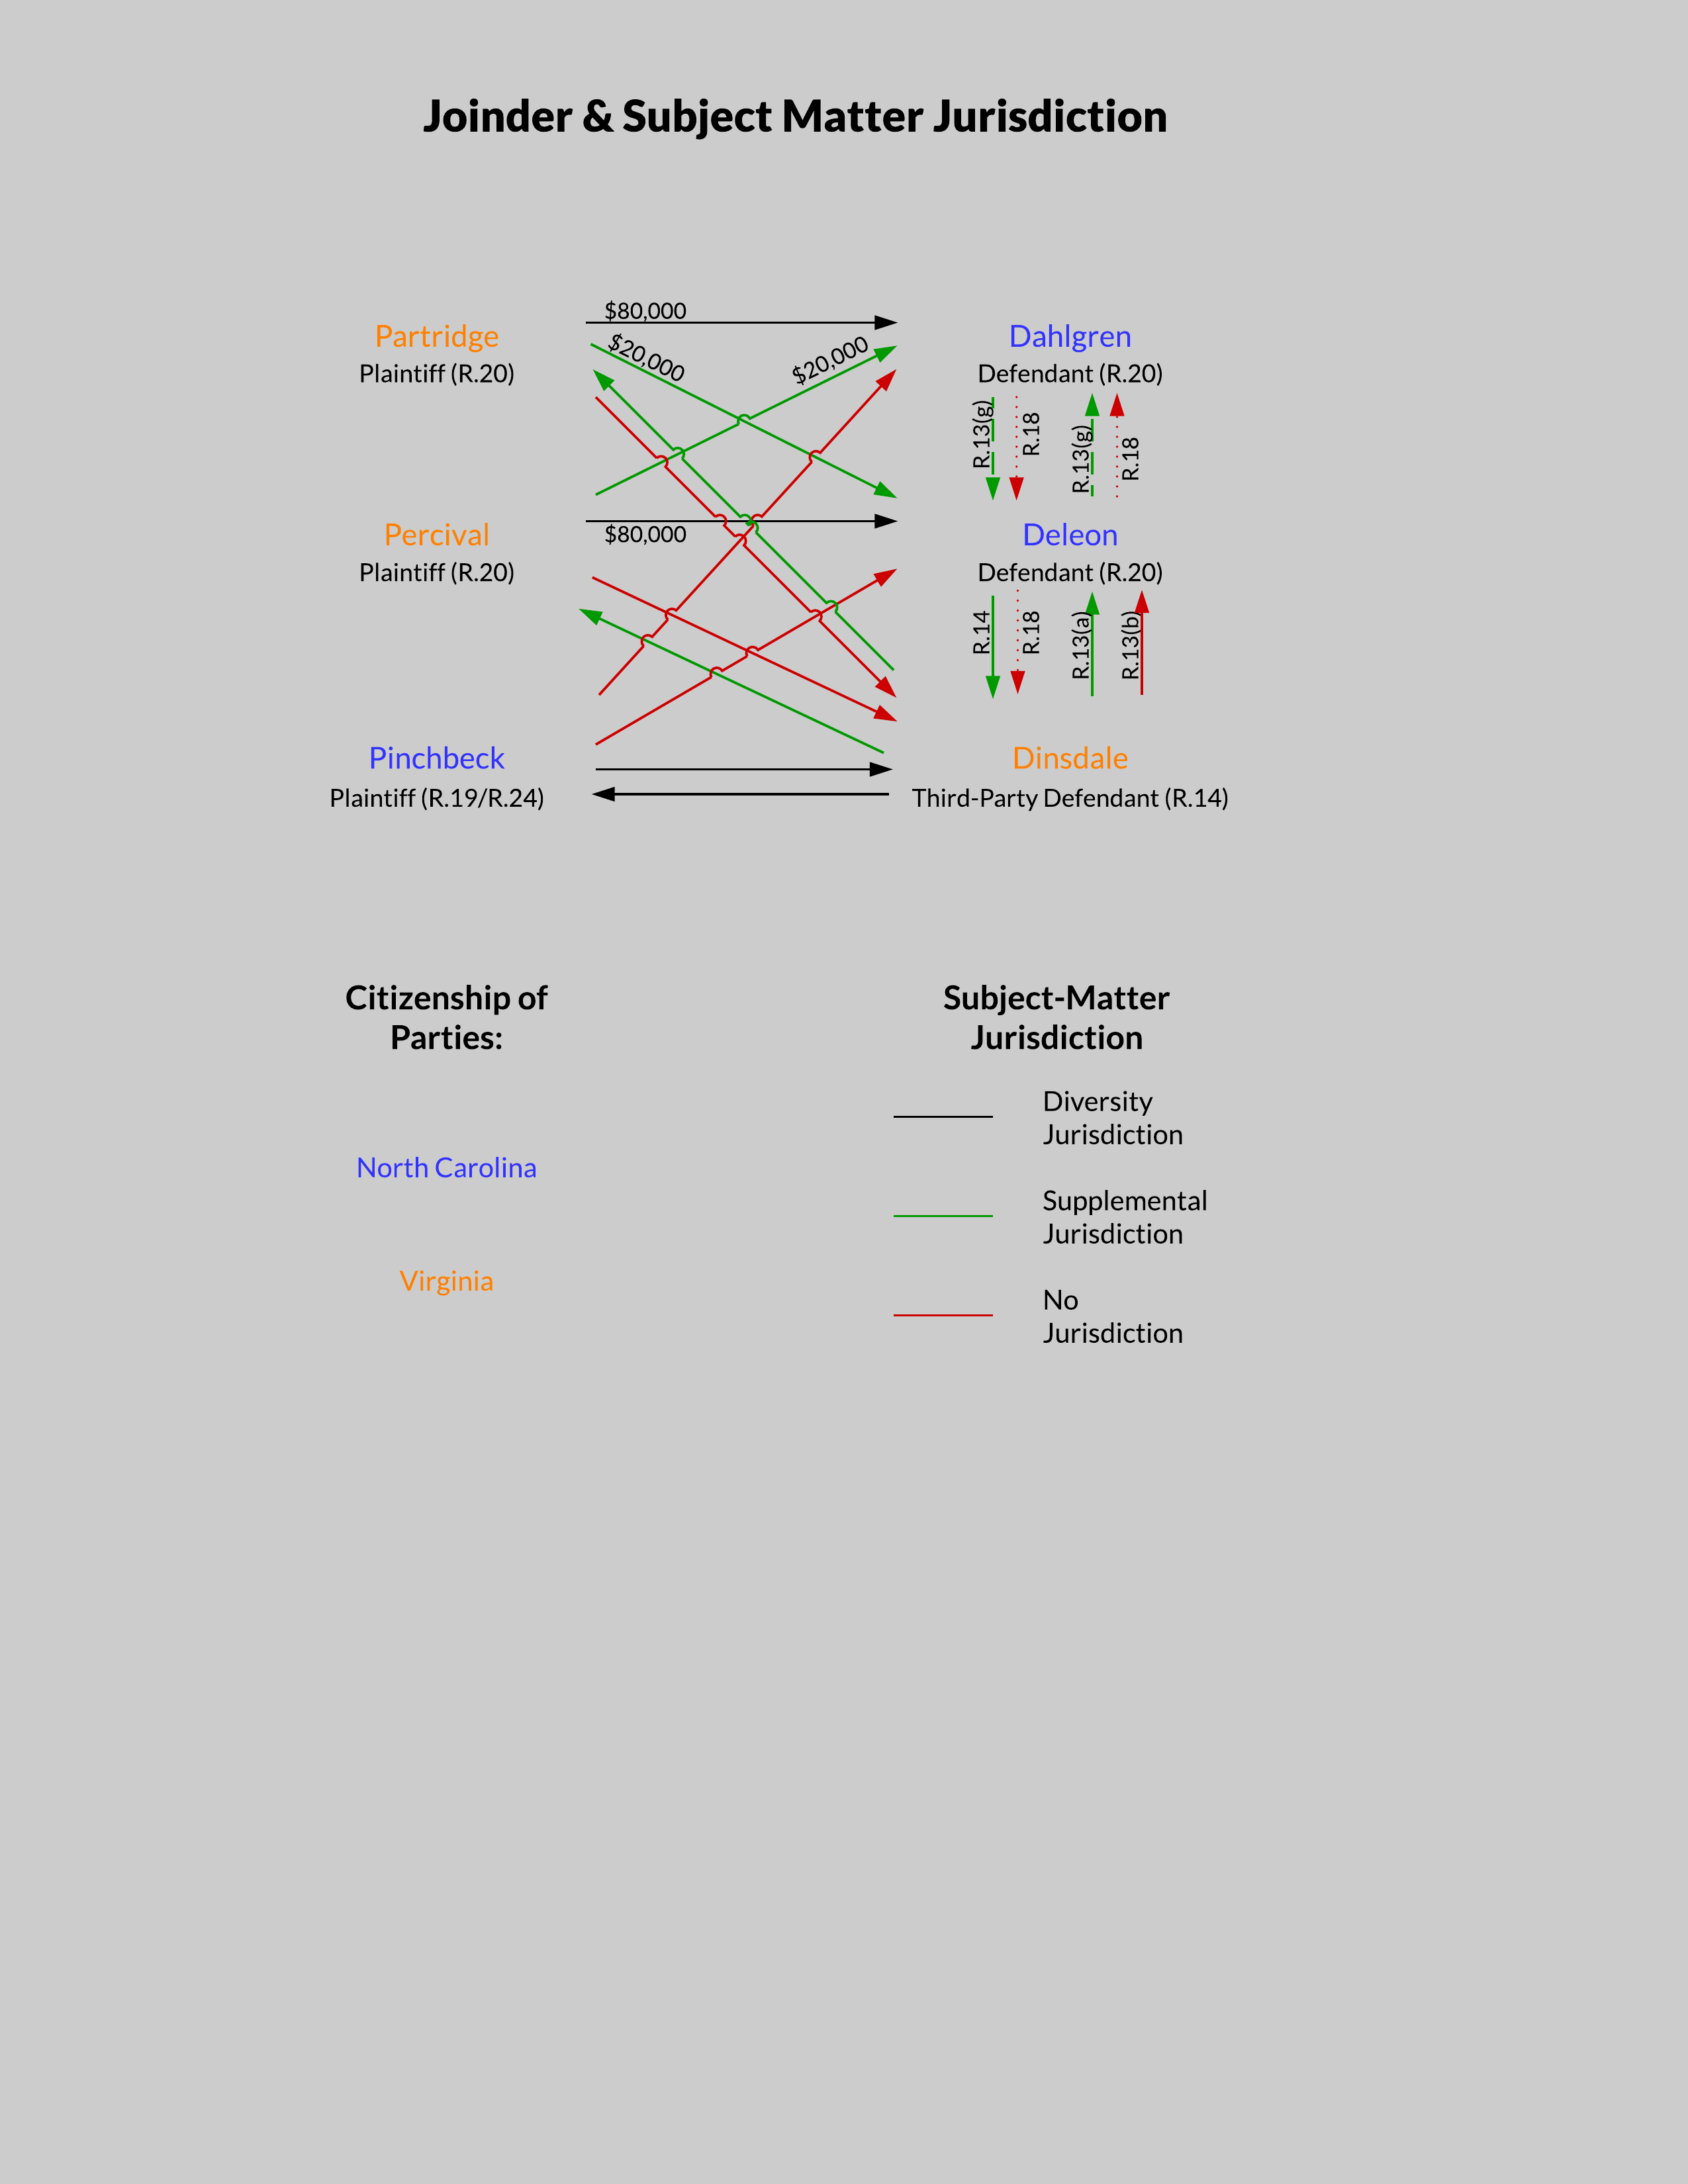 Joinder & Subject Matter Jurisdiction
$80,000
$20,000
$20,000
Partridge
Plaintiff (R.20)
Dahlgren
Defendant (R.20)
R.13(g)
R.18
R.13(g)
R.18
Percival
Plaintiff (R.20)
$80,000
Deleon
Defendant (R.20)
R.14
R.18
R.13(a)
R.13(b)
Pinchbeck
Plaintiff (R.19/R.24)
Dinsdale
Third-Party Defendant (R.14)
Citizenship of
Parties:
North Carolina
Virginia
Subject-Matter
Jurisdiction
Diversity
Jurisdiction
Supplemental
Jurisdiction
No
Jurisdiction